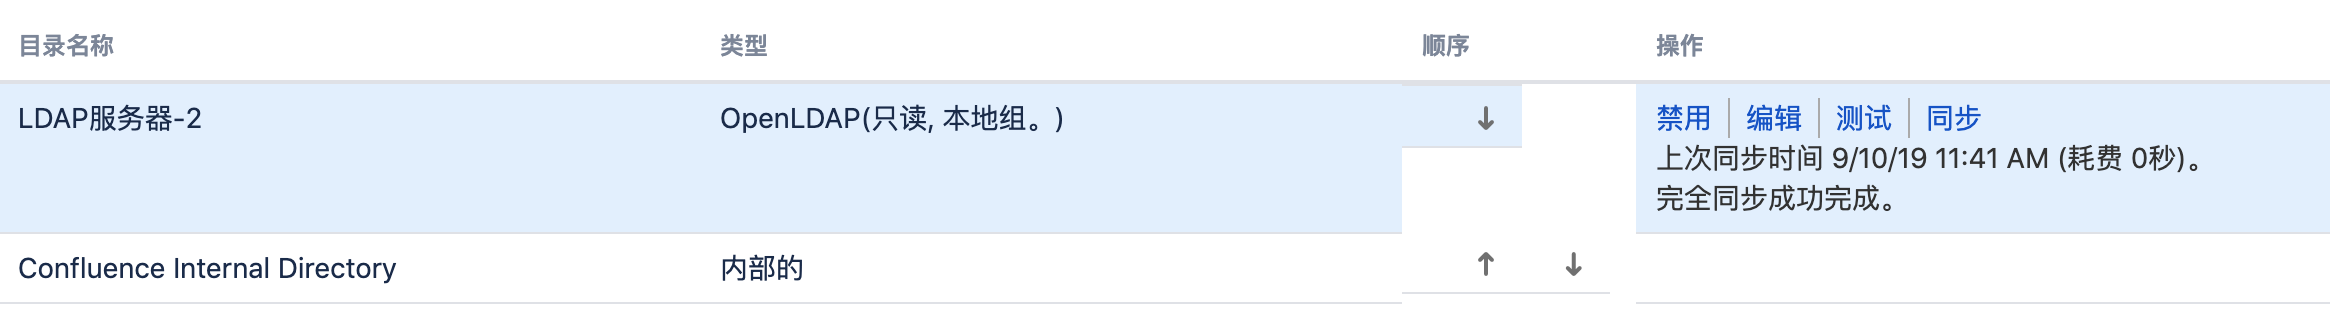 目录名称 类型 顺序 操作
LDAP服务器-2 OpenLDAP(只读, 本地组。) ↓ 禁用 编辑 测试 同步
上次同步时间 9/10/19 11:41 AM (耗费 0秒)。
完全同步成功完成。
Confluence Internal Directory 内部的 ↑ ↓